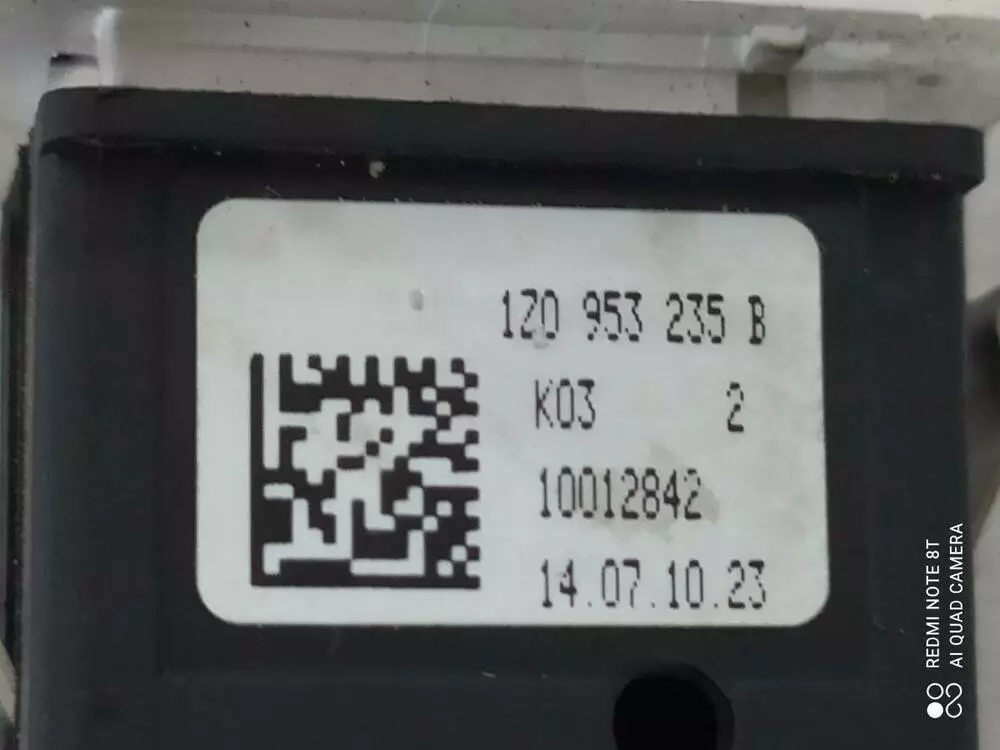 1Z0 953 235 B
K03 2
10012842
14.07.10.23
REDMI NOTE 8T
AI QUAD CAMERA